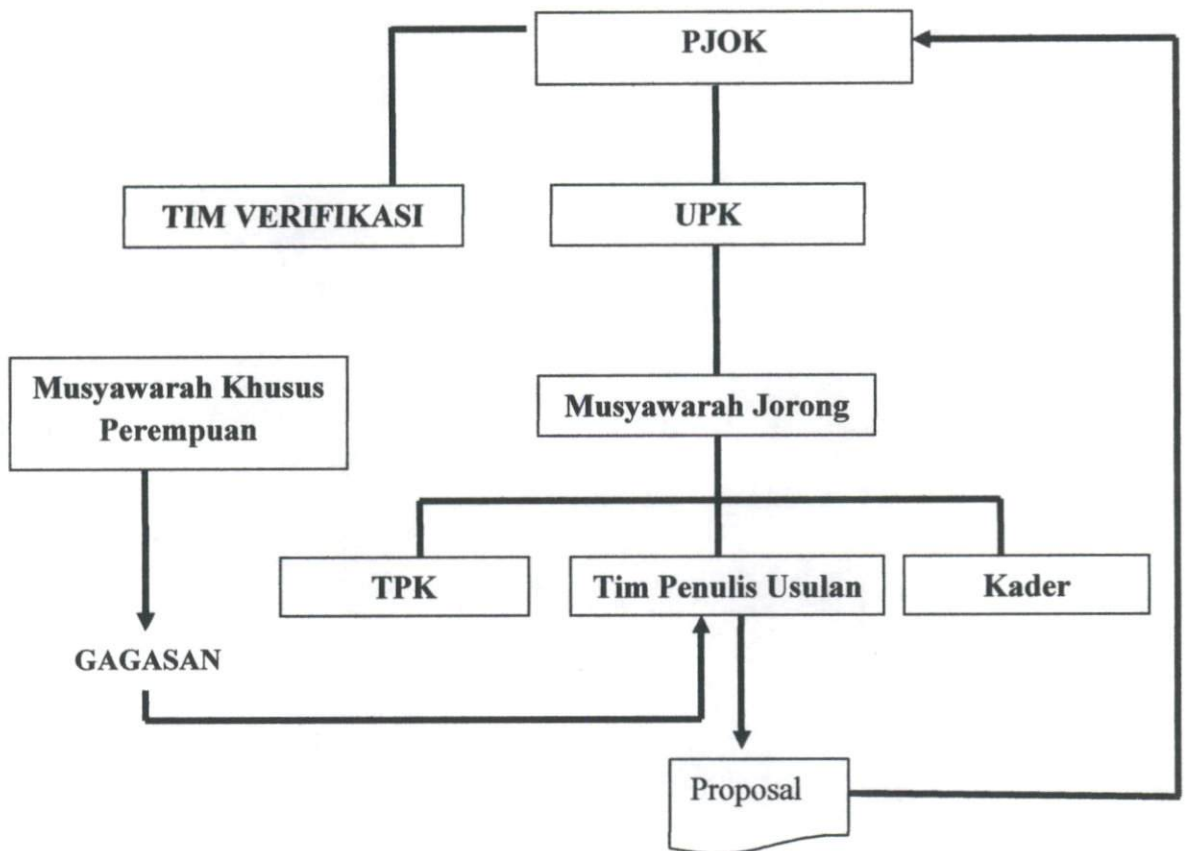 PJOK
TIM VERIFIKASI
UPK
Musyawarah Khusus
Perempuan
Musyawarah Jorong
TPK
Tim Penulis Usulan
Kader
GAGASAN
Proposal